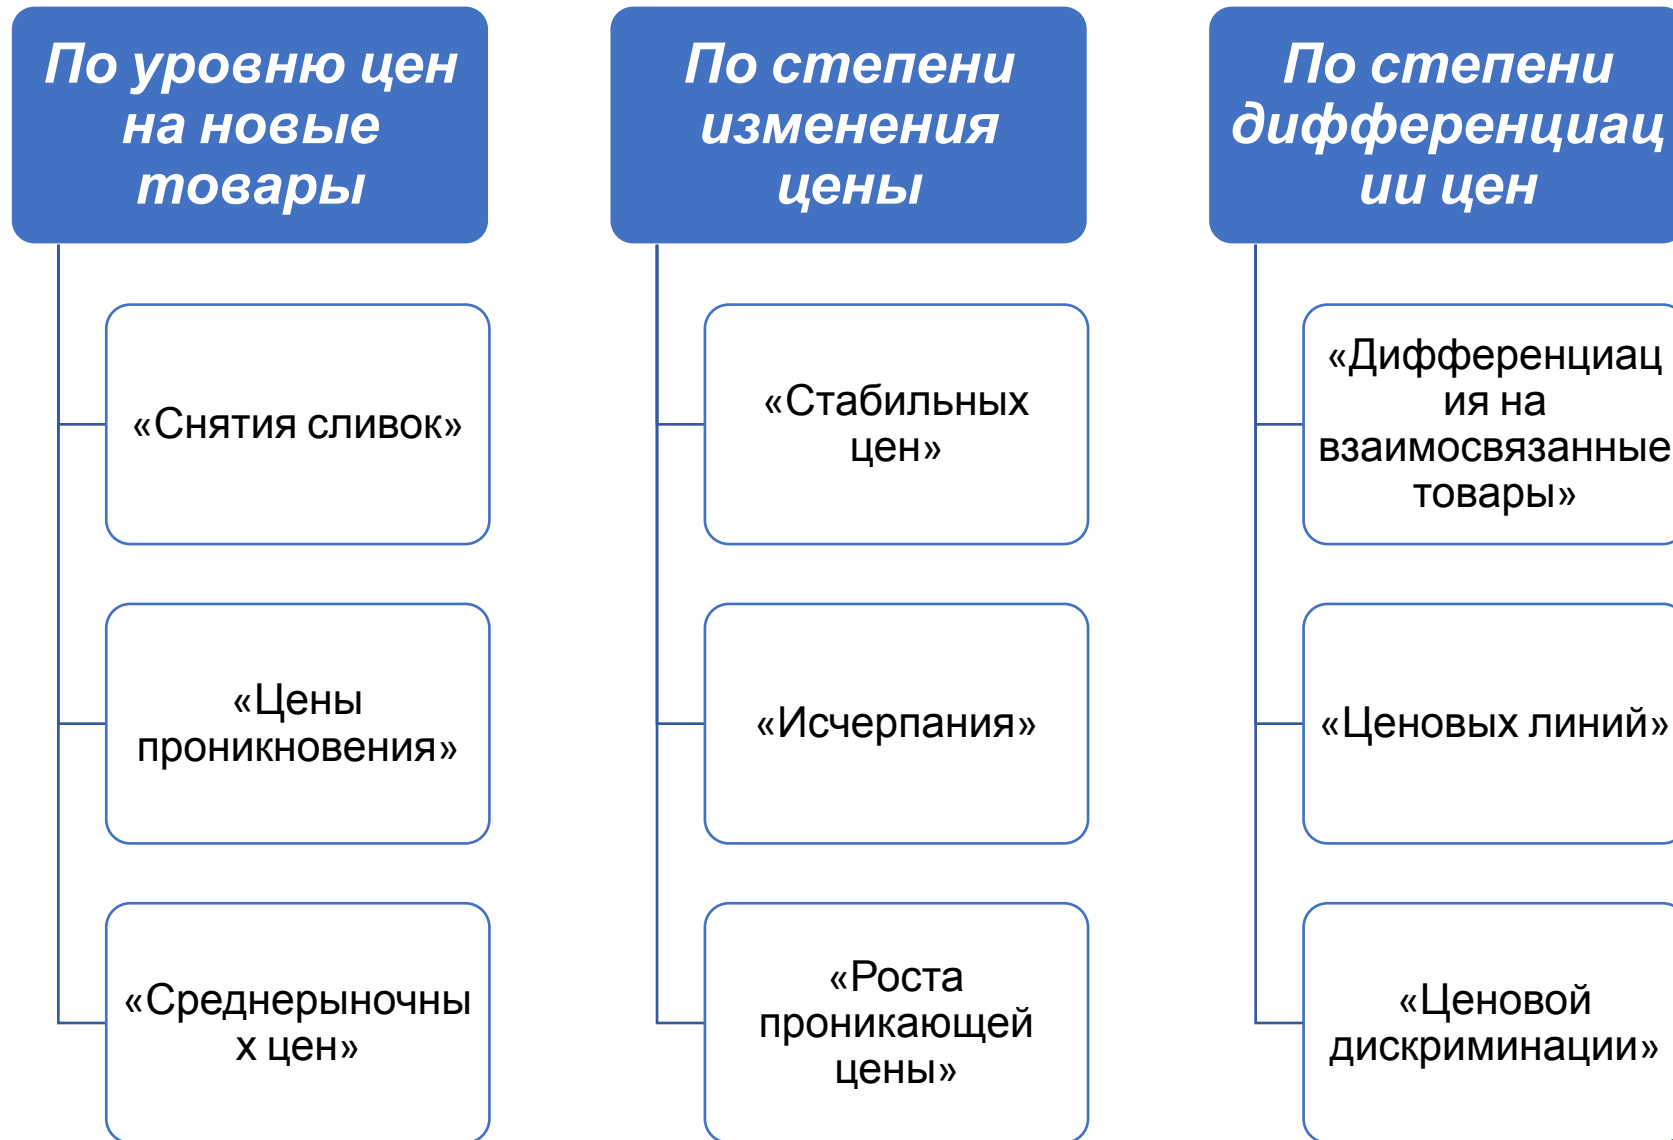 По уровню цен
на новые
товары
«Снятия сливок»
«Цены
проникновения»
«Среднерыночны
х цен»
По степени
изменения
цены
«Стабильных
цен»
«Исчерпания»
«Роста
проникающей
цены»
По степени
дифференциац
ии цен
«Дифференциац
ия на
взаимосвязанные
товары»
«Ценовых линий»
«Ценовой
дискриминации»